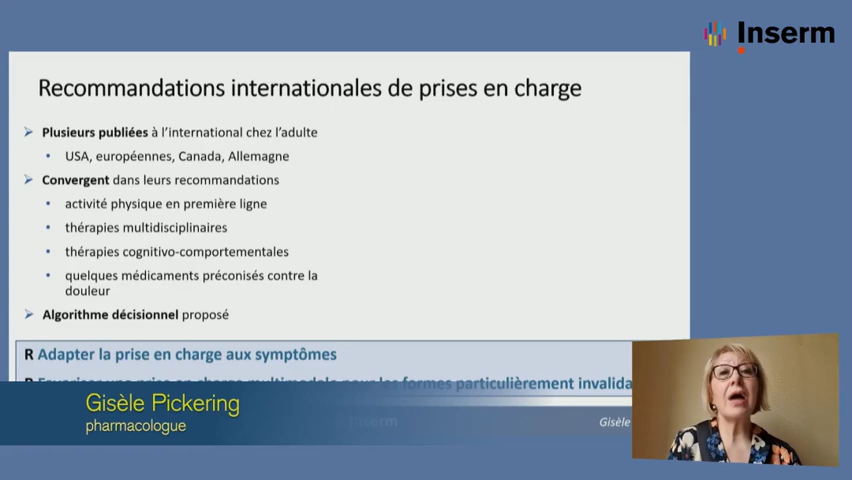 Inserm
Recommandations internationales de prises en charge
Plusieurs publiées à l'international chez l'adulte
USA, européennes, Canada, Allemagne
Convergent dans leurs recommandations
activité physique en première ligne
thérapies multidisciplinaires
thérapies cognitivo-comportementales
quelques médicaments préconisés contre la
douleur
Algorithme décisionnel proposé
R Adapter la prise en charge aux symptômes
R Favoriser une prise en charge multimodale pour les formes particulièrement invalida
Gisèle Pickering
pharmacologue
Inserm
Gisèle